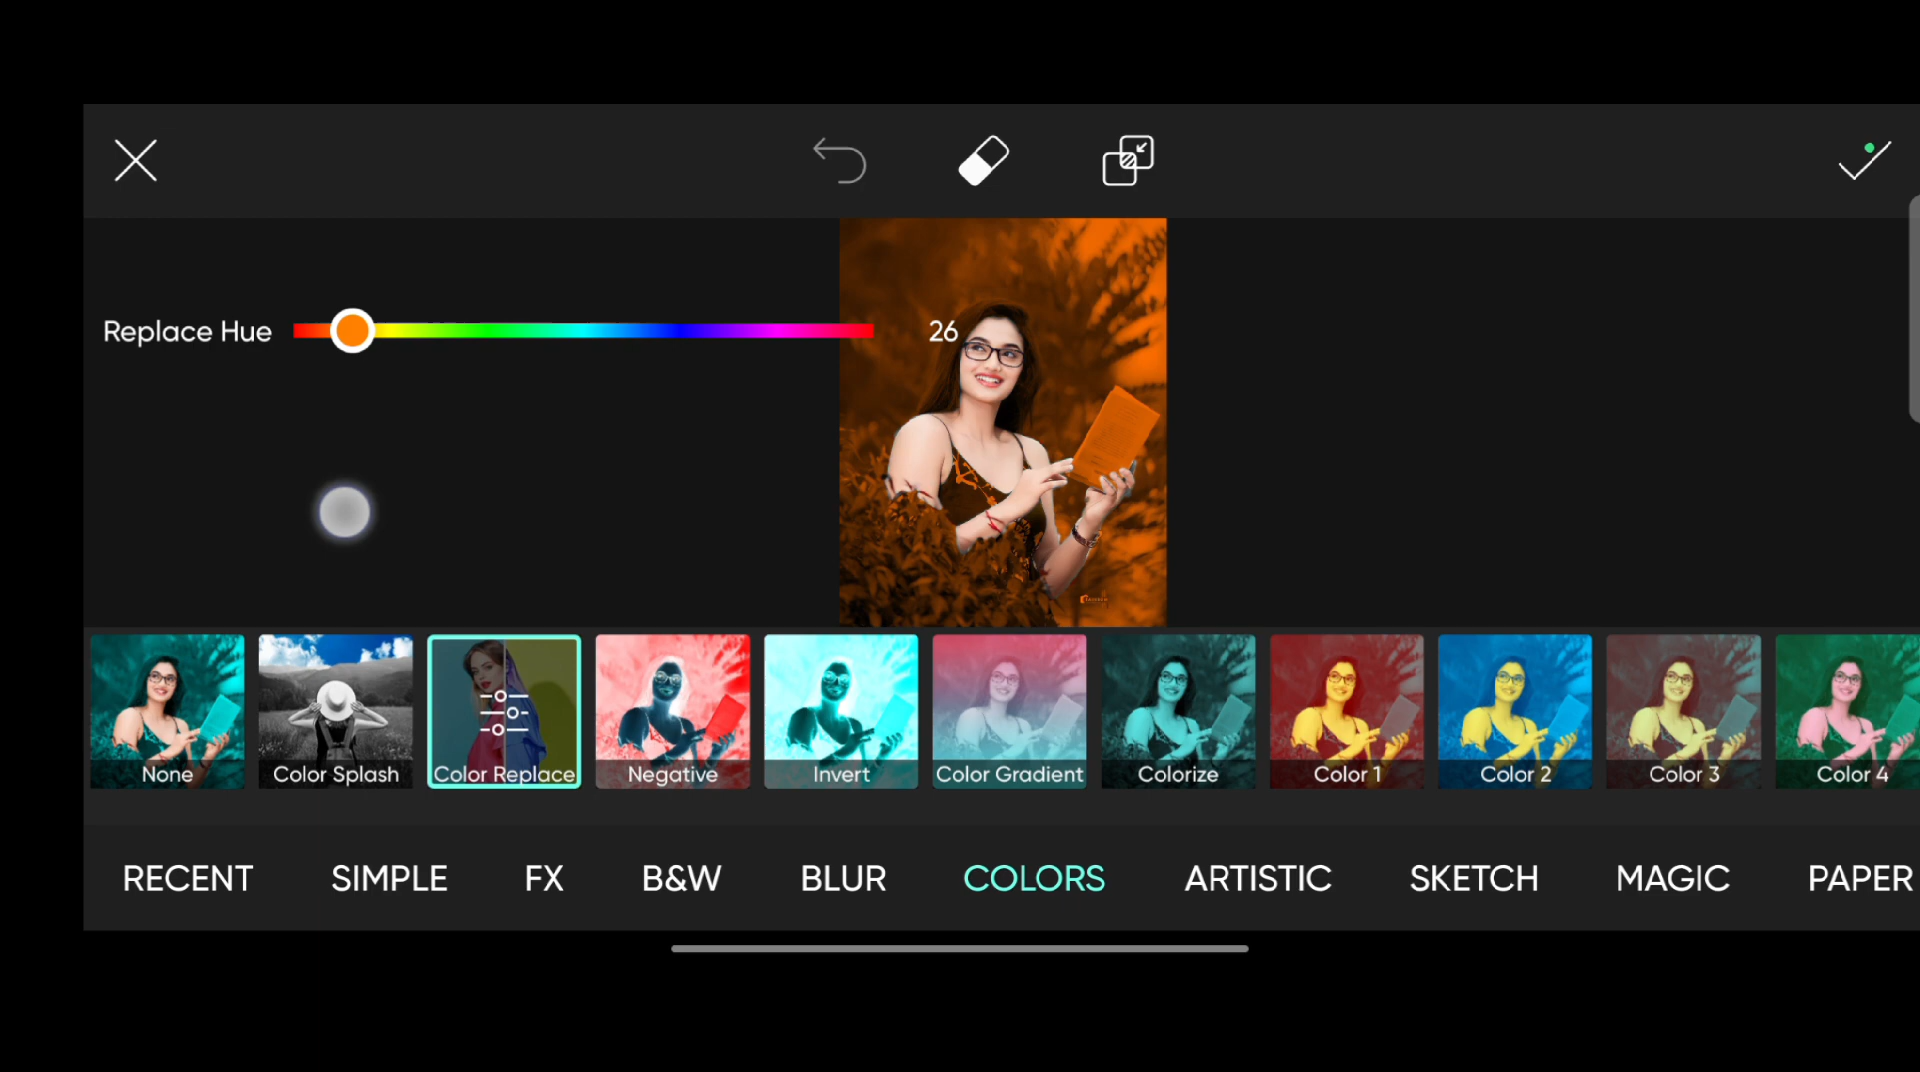 Replace Hue
26
None
Color Splash
Color Replace
Negative
Invert
Color Gradient
Colorize
Color 1
Color 2
Color 3
Color 4
RECENT SIMPLE FX B&W BLUR COLORS ARTISTIC SKETCH MAGIC PAPER